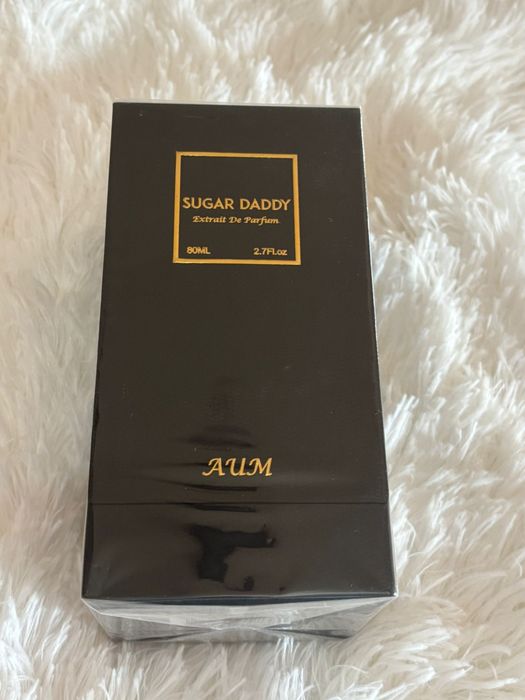 SUGAR DADDY
Extrait De Parfum
80ML 2.7Fl.oz
AUM